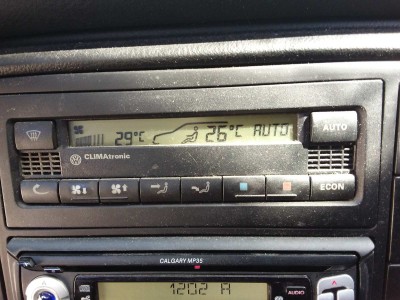 29°C 26°C AUTO
AUTO
CLIMAtronic
ECON
CALGARY MP35
1202 A
AUDIO